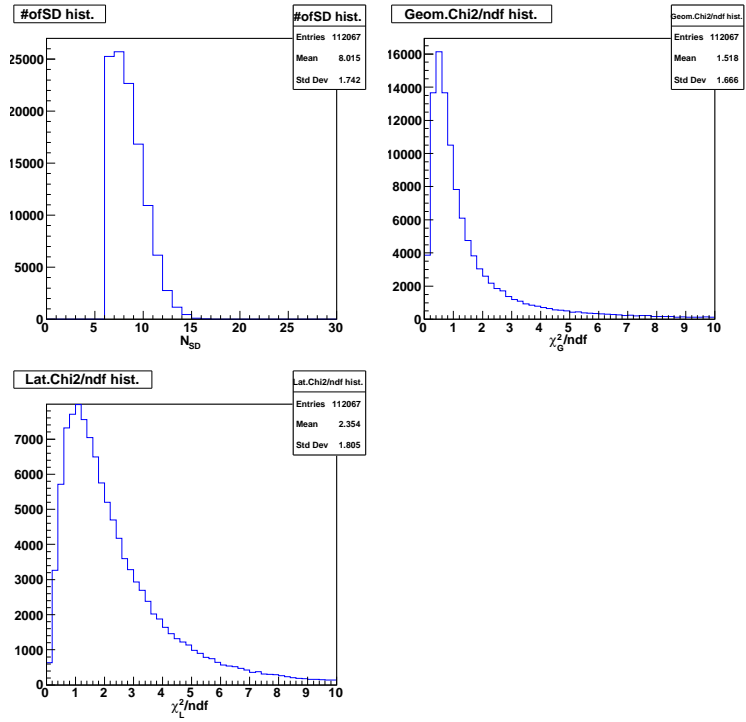 #ofSD hist.
#ofSD hist.
Entries 112067
Mean 8.015
Std Dev 1.742
25000
20000
15000
10000
5000
0
0 5 10 15 20 25 30
N_SD
Geom.Chi2/ndf hist.
Geom.Chi2/ndf hist.
Entries 112067
Mean 1.518
Std Dev 1.666
16000
14000
12000
10000
8000
6000
4000
2000
0
0 1 2 3 4 5 6 7 8 9 10
χ²_G/ndf
Lat.Chi2/ndf hist.
Lat.Chi2/ndf hist.
Entries 112067
Mean 2.354
Std Dev 1.805
7000
6000
5000
4000
3000
2000
1000
0
0 1 2 3 4 5 6 7 8 9 10
χ²_L/ndf